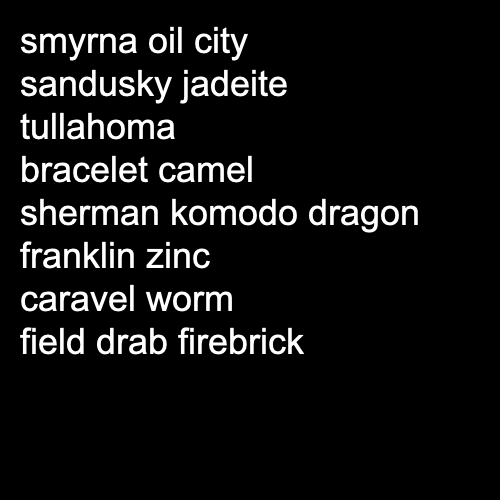 smyrna oil city
sandusky jadeite
tullahoma
bracelet camel
sherman komodo dragon
franklin zinc
caravel worm
field drab firebrick